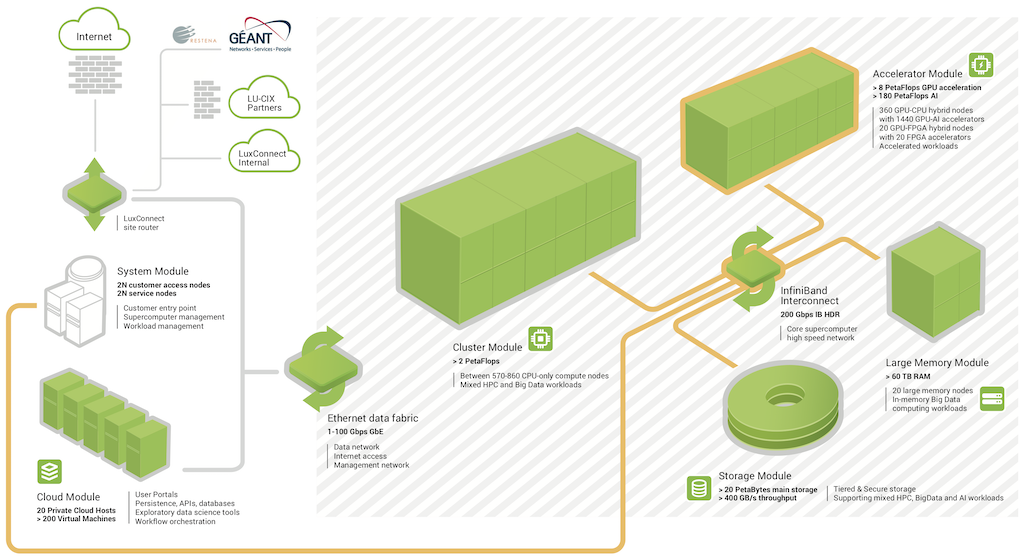 Internet
RESTENA
GÉANT
Networks • Services • People
LU-CIX
Partners
LuxConnect
Internal
LuxConnect
site router
System Module
2N customer access nodes
2N service nodes
Customer entry point
Supercomputer management
Workload management
Cloud Module
20 Private Cloud Hosts
> 200 Virtual Machines
User Portals
Persistence, APIs, databases
Exploratory data science tools
Workflow orchestration
Ethernet data fabric
1-100 Gbps GbE
Data network
Internet access
Management network
Cluster Module
> 2 PetaFlops
Between 570-860 CPU-only compute nodes
Mixed HPC and Big Data workloads
Accelerator Module
> 8 PetaFlops GPU acceleration
> 180 PetaFlops AI
360 GPU-CPU hybrid nodes
with 1440 GPU-AI accelerators
20 GPU-FPGA hybrid nodes
with 20 FPGA accelerators
Accelerated workloads
InfiniBand
Interconnect
200 Gbps IB HDR
Core supercomputer
high speed network
Large Memory Module
> 60 TB RAM
20 large memory nodes
In-memory Big Data
computing workloads
Storage Module
> 20 PetaBytes main storage
> 400 GB/s throughput
Tiered & Secure storage
Supporting mixed HPC, BigData and AI workloads